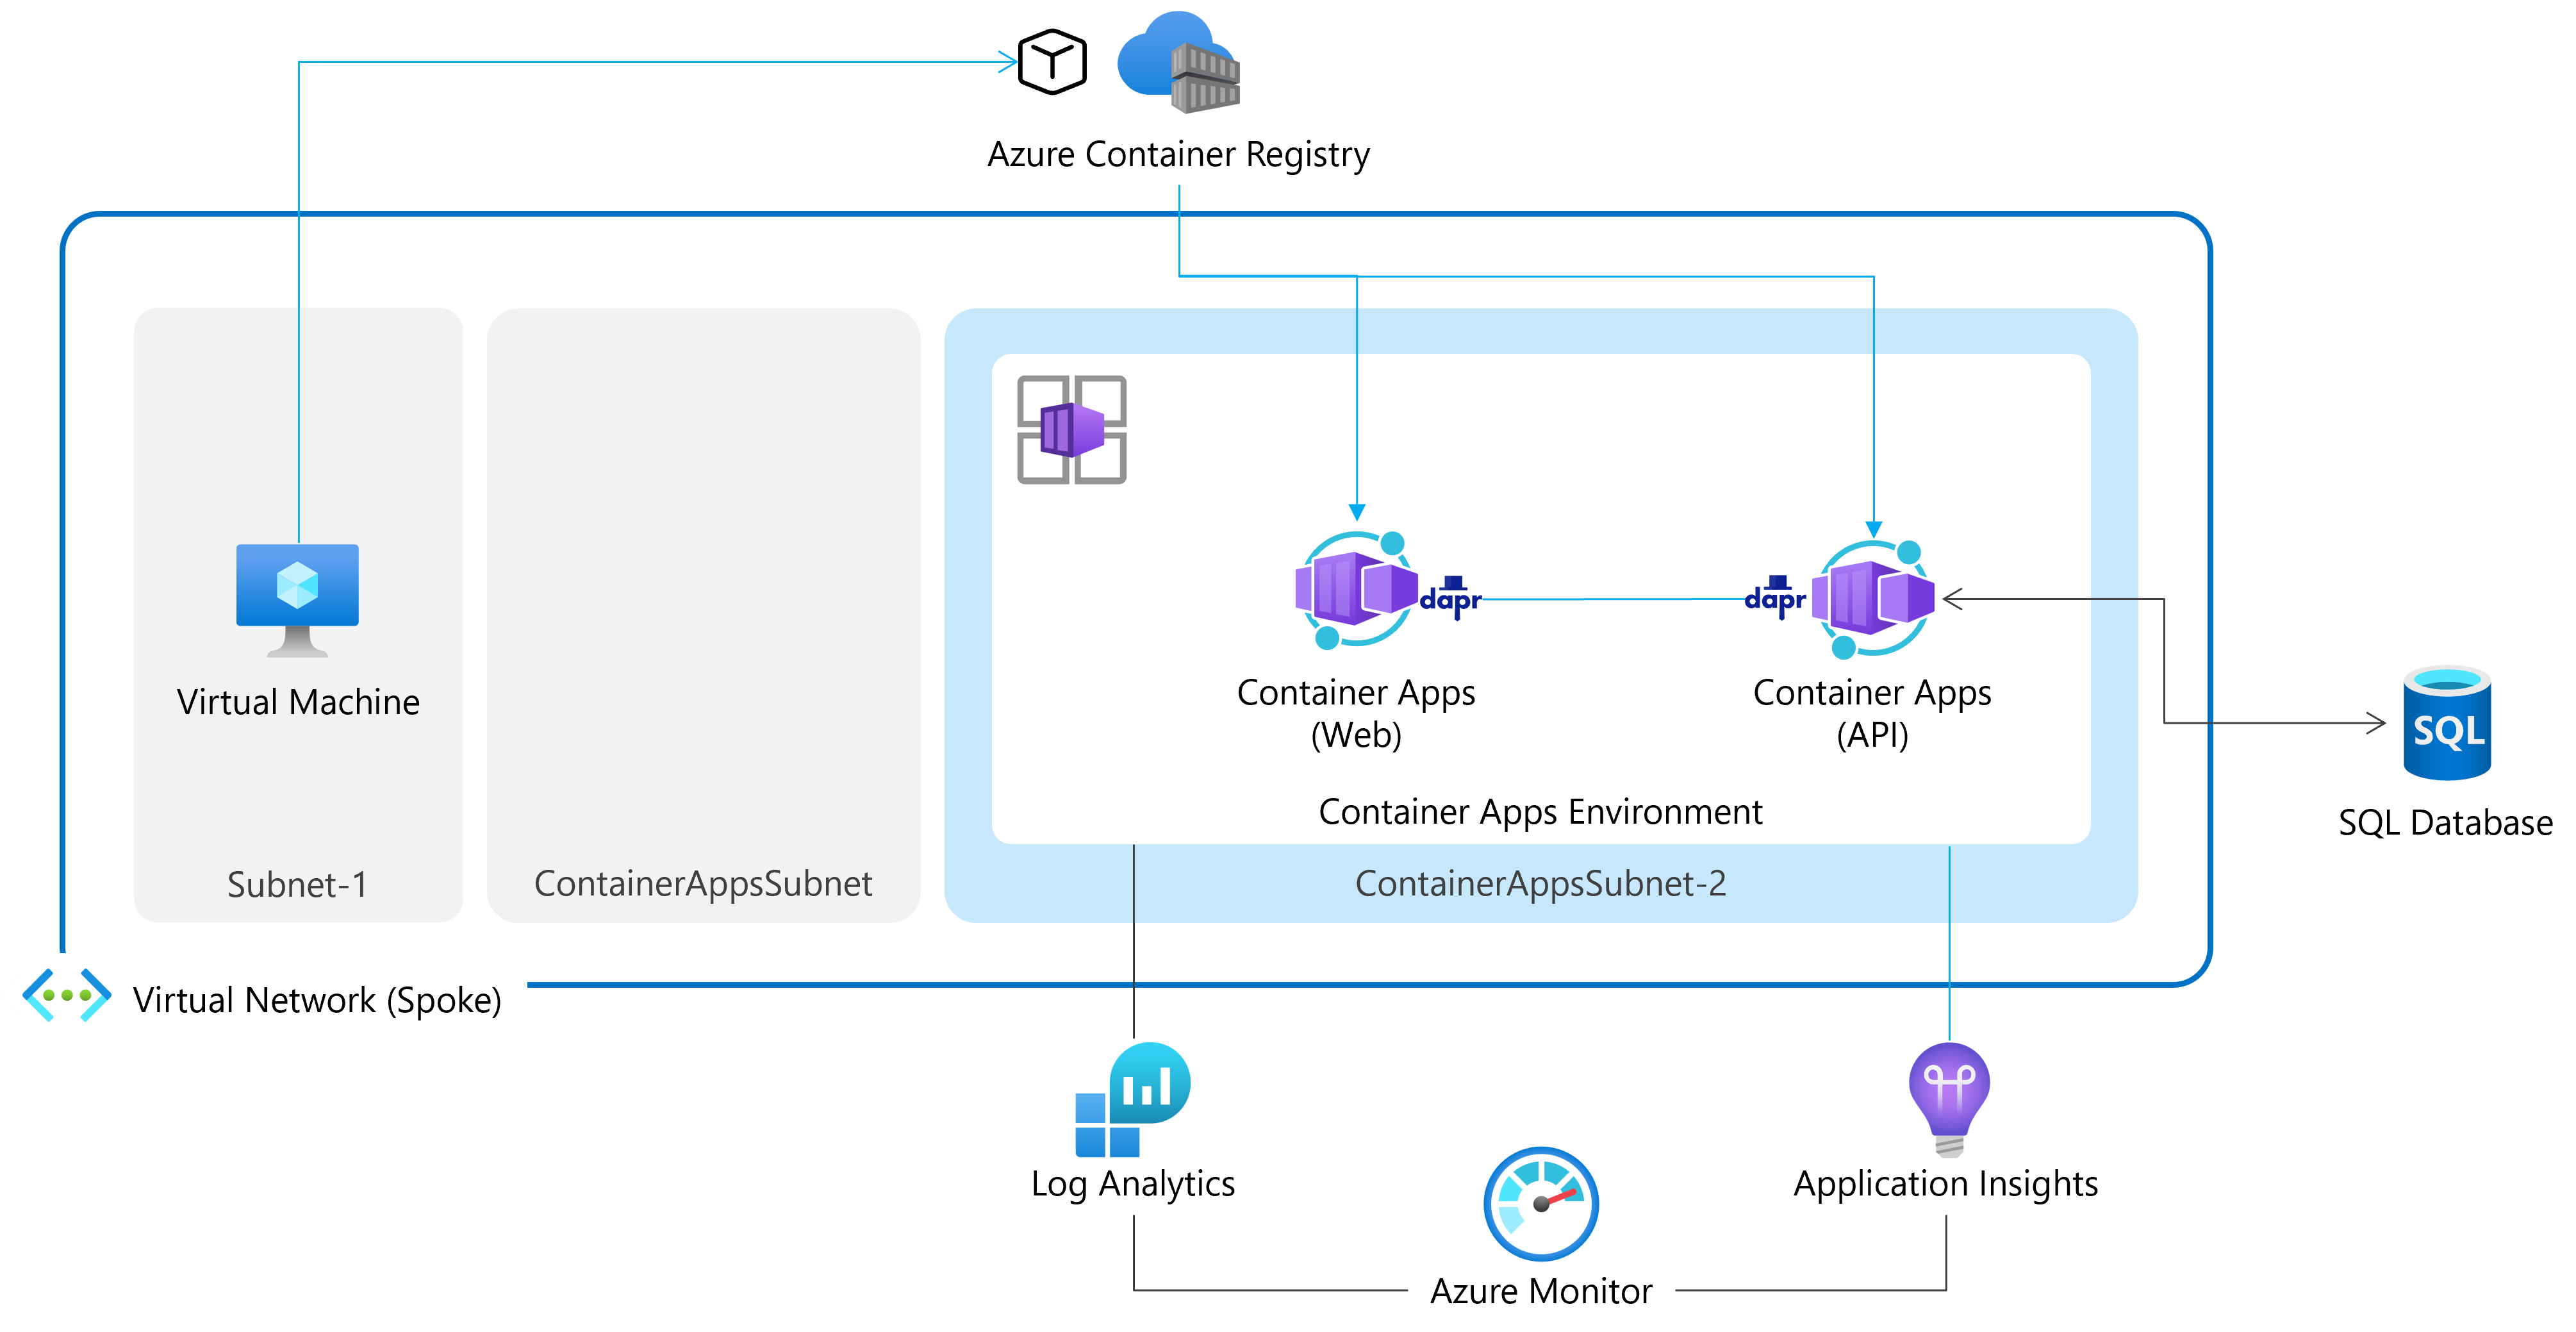 Azure Container Registry
dapr
dapr
Virtual Machine
Container Apps
(Web)
Container Apps
(API)
SQL
SQL Database
Container Apps Environment
Subnet-1
ContainerAppsSubnet
ContainerAppsSubnet-2
Virtual Network (Spoke)
Log Analytics
Application Insights
Azure Monitor